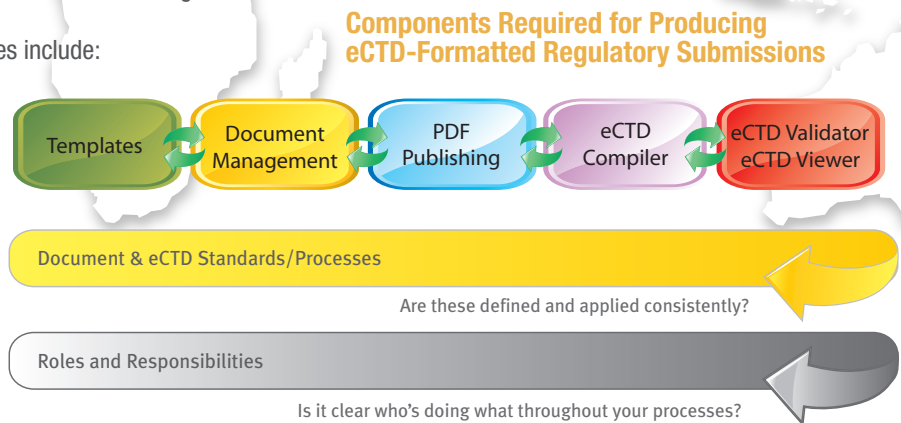 Components Required for Producing
eCTD-Formatted Regulatory Submissions
es include:
Templates
Document
Management
PDF
Publishing
eCTD
Compiler
eCTD Validator
eCTD Viewer
Document & eCTD Standards/Processes
Are these defined and applied consistently?
Roles and Responsibilities
Is it clear who's doing what throughout your processes?